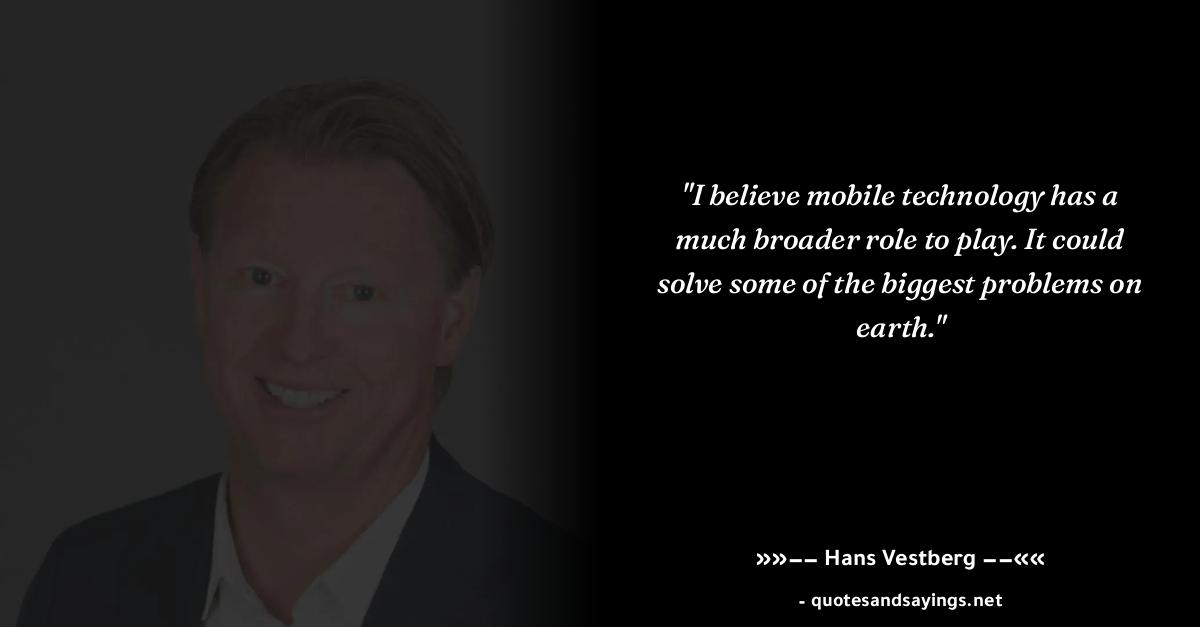 "I believe mobile technology has a
much broader role to play. It could
solve some of the biggest problems on
earth."
»»−− Hans Vestberg −−««
- quotesandsayings.net